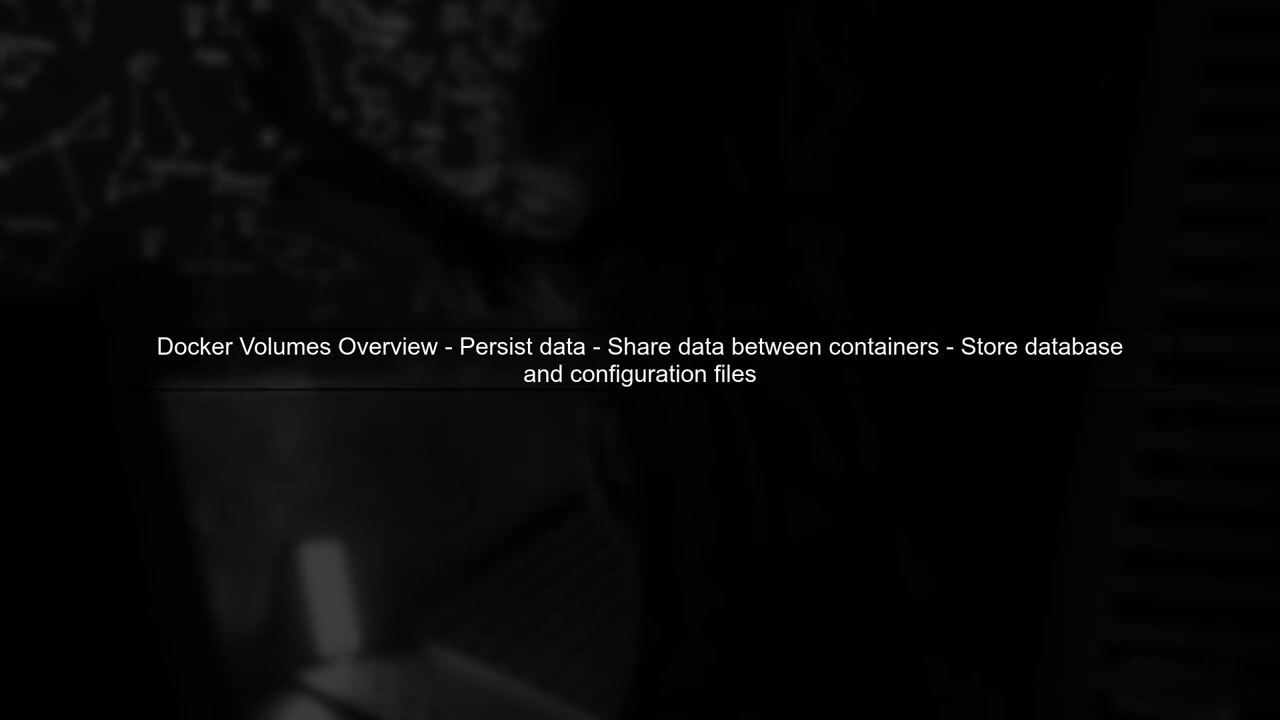 Docker Volumes Overview - Persist data - Share data between containers - Store database
and configuration files